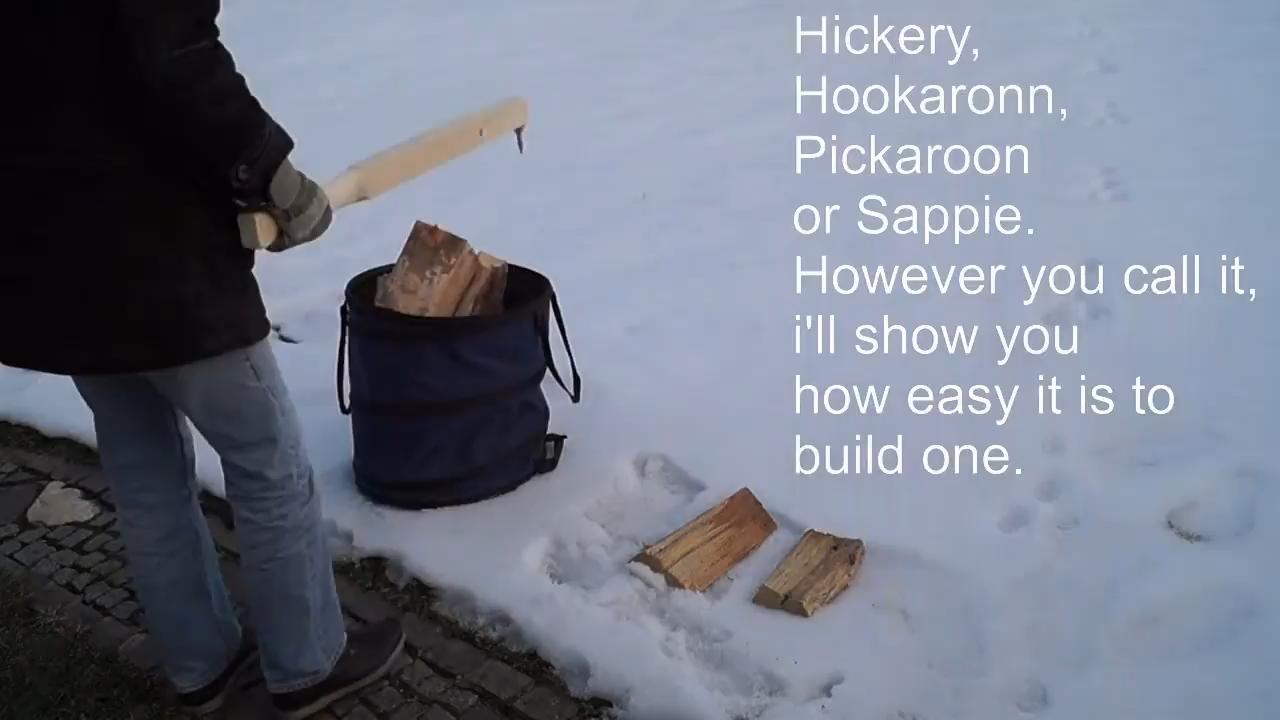 Hickery,
Hookaronn,
Pickaroon
or Sappie.
However you call it,
i'll show you
how easy it is to
build one.